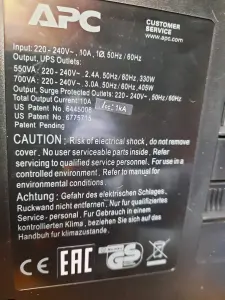 APC
CUSTOMER
SERVICE
www.apc.com
Input: 220 - 240V~, 10A, 1Ø, 50Hz / 60Hz
Output, UPS Outlets:
550VA: 220 - 240V~, 2.4A, 50Hz / 60Hz, 330W
700VA: 220 - 240V~, 3.0A, 50Hz / 60Hz, 405W
Output, Surge Protected Outlets: 220 - 240V~, 50Hz / 60Hz
Total Output Current: 10A
US Patent No. 6445086
US Patent No. 6775715
Patent Pending
CAUTION: Risk of electrical shock, do not remove
cover. No user serviceable parts inside. Refer
servicing to qualified service personnel. For use in a
controlled environment. Refer to manual for
environmental conditions.
Achtung: Gefahr des elektrischen Schlages.
Rückwand nicht entfernen. Nur für qualifiziertes
Service-Personal. Für Gebrauch in einem
kontrollierten Klima, beziehen Sie sich auf das
Handbuh fur klimazustande.
CE EAC